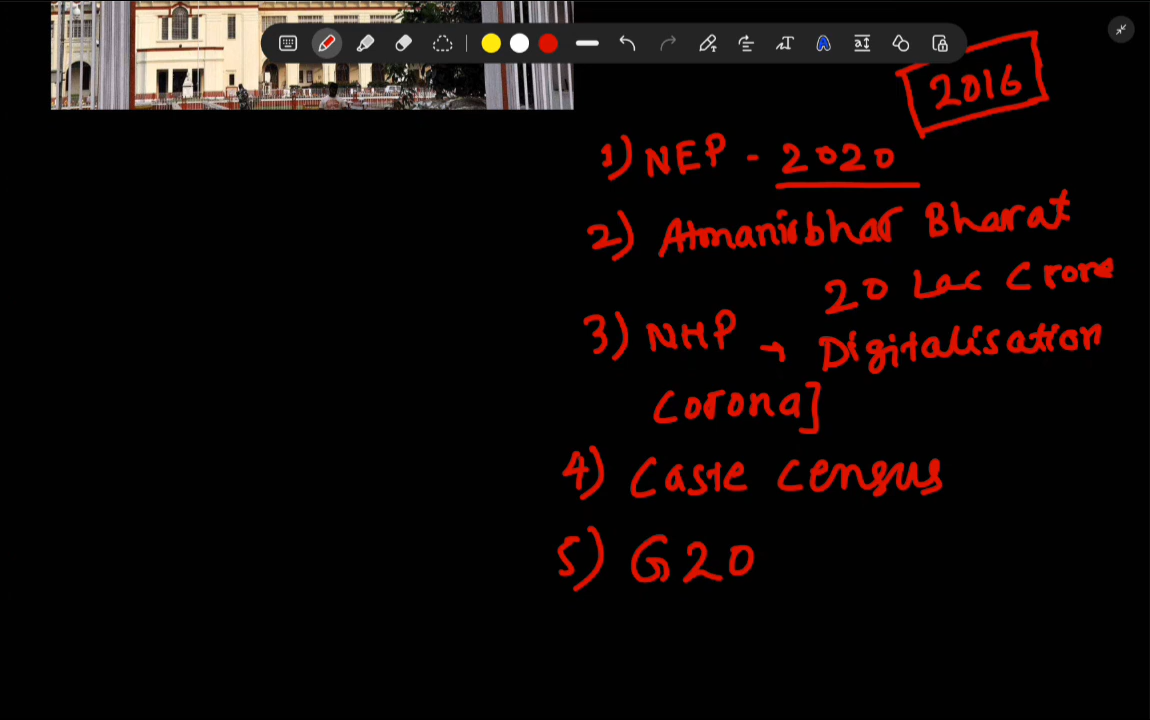 2016
1) NEP - 2020
2) Atmanirbhar Bharat
20 Lac Crore
3) NHP → Digitalisation
Corona]
4) Caste Census
5) G20